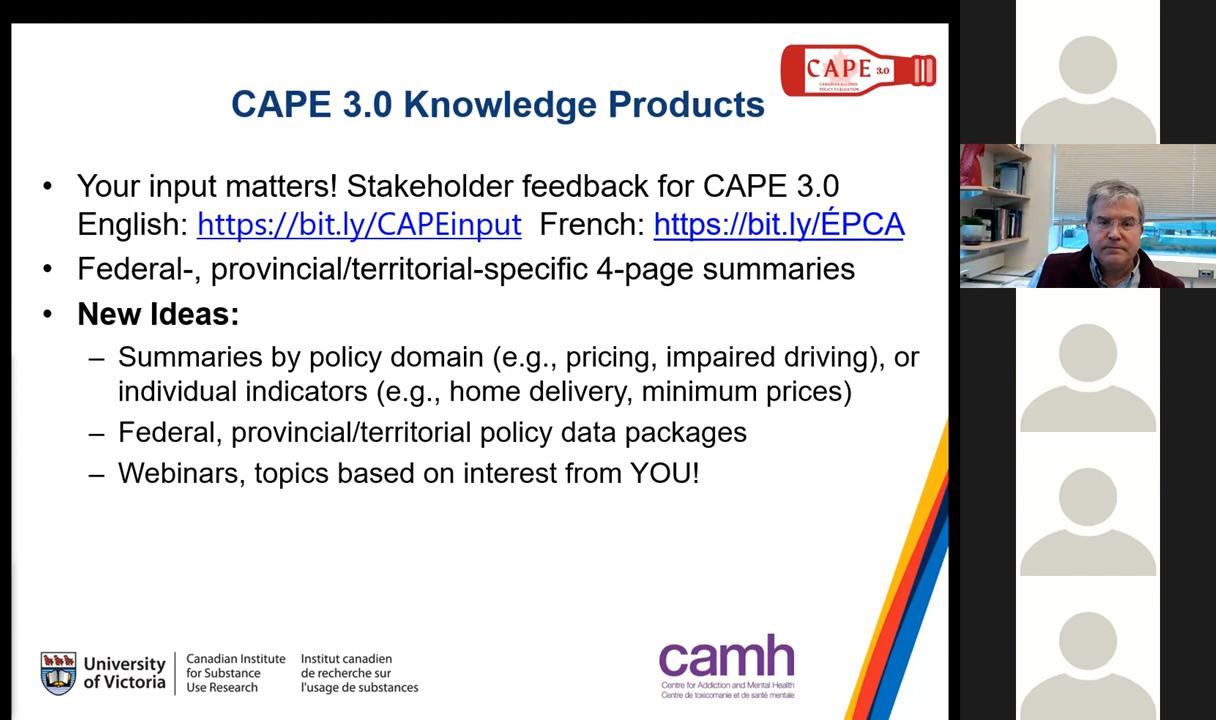 CAPE 3.0
CANADIAN ALCOHOL
POLICY EVALUATION
CAPE 3.0 Knowledge Products
• Your input matters! Stakeholder feedback for CAPE 3.0
English: https://bit.ly/CAPEinput French: https://bit.ly/ÉPCA
• Federal-, provincial/territorial-specific 4-page summaries
• New Ideas:
– Summaries by policy domain (e.g., pricing, impaired driving), or
individual indicators (e.g., home delivery, minimum prices)
– Federal, provincial/territorial policy data packages
– Webinars, topics based on interest from YOU!
University
of Victoria
Canadian Institute
for Substance
Use Research
Institut canadien
de recherche sur
l'usage de substances
camh
Centre for Addiction and Mental Health
Centre de toxicomanie et de santé mentale